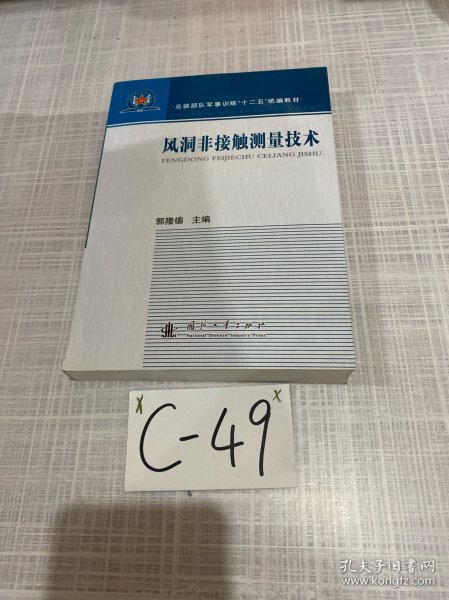 ·总装部队军事训练“十二五”统编教材·
风洞非接触测量技术
FENGDONG FEIJIECHU CELIANG JISHU
郭隆德 主编
国防工业出版社
National Defense Industry Press
C-49
孔夫子旧书网
www.kongfz.com